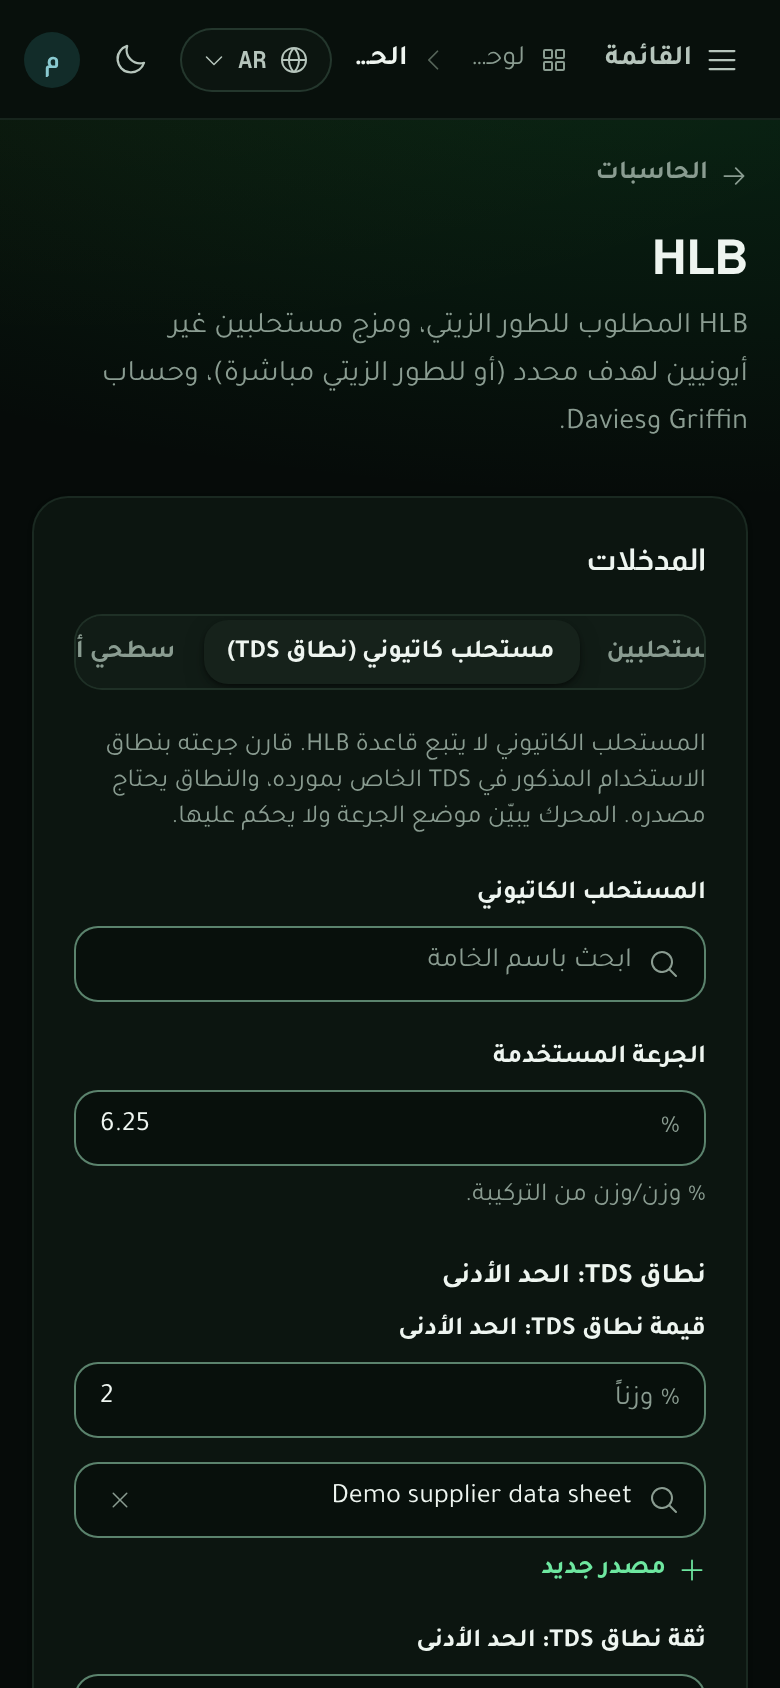 القائمة
لوحـ...
الحـ...
AR
م
الحاسبات
HLB
HLB المطلوب للطور الزيتي، ومزج مستحلبين غير
أيونيين لهدف محدد (أو للطور الزيتي مباشرة)، وحساب
Griffin وDavies.
المدخلات
ستحلبين
مستحلب كاتيوني (نطاق TDS)
سطحي أ
المستحلب الكاتيوني لا يتبع قاعدة HLB. قارن جرعته بنطاق
الاستخدام المذكور في TDS الخاص بمورده، والنطاق يحتاج
مصدره. المحرك يبيّن موضع الجرعة ولا يحكم عليها.
المستحلب الكاتيوني
ابحث باسم الخامة
الجرعة المستخدمة
% 6.25
% وزن/وزن من التركيبة.
نطاق TDS: الحد الأدنى
قيمة نطاق TDS: الحد الأدنى
% وزناً 2
Demo supplier data sheet
مصدر جديد
ثقة نطاق TDS: الحد الأدنى